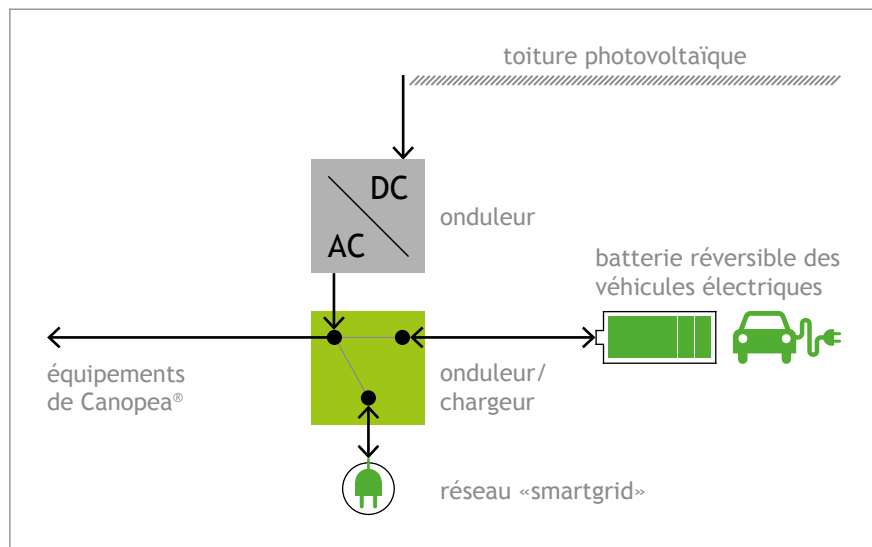 toiture photovoltaïque
DC
AC
onduleur
batterie réversible des
véhicules électriques
équipements
de Canopea®
onduleur/
chargeur
réseau «smartgrid»